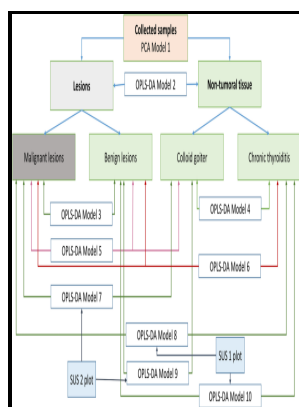 Collected samples
PCA Model 1
Lesions
OPLS-DA Model 2
Non-tumoral tissue
Malignant lesions
Benign lesions
Colloid goiter
Chronic thyroiditis
OPLS-DA Model 3
OPLS-DA Model 4
OPLS-DA Model 5
OPLS-DA Model 6
OPLS-DA Model 7
OPLS-DA Model 8
SUS 1 plot
SUS 2 plot
OPLS-DA Model 9
OPLS-DA Model 10